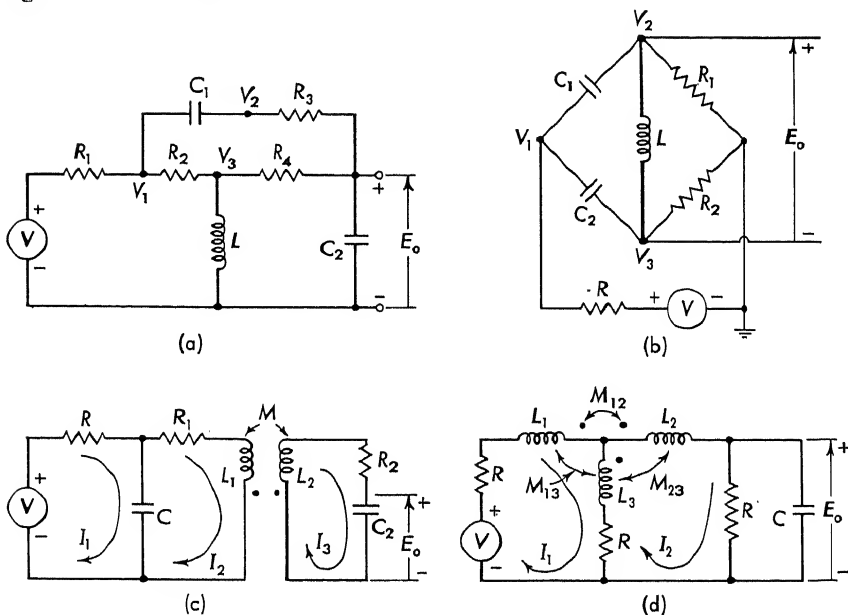 C₁ V₂ R₃
R₁ R₂ V₃ R₄
V₁
+ V − L C₂ + E₀ −
(a)
V₂
C₁ R₁ +
V₁ L E₀
C₂ R₂ −
V₃
R + V −
(b)
R R₁ M
+ V − C L₁ L₂ R₂
C₂ + E₀ −
I₁ I₂ I₃
(c)
M₁₂
L₁ L₂
R M₁₃ L₃ M₂₃
+ V − R R C + E₀ −
I₁ I₂
(d)